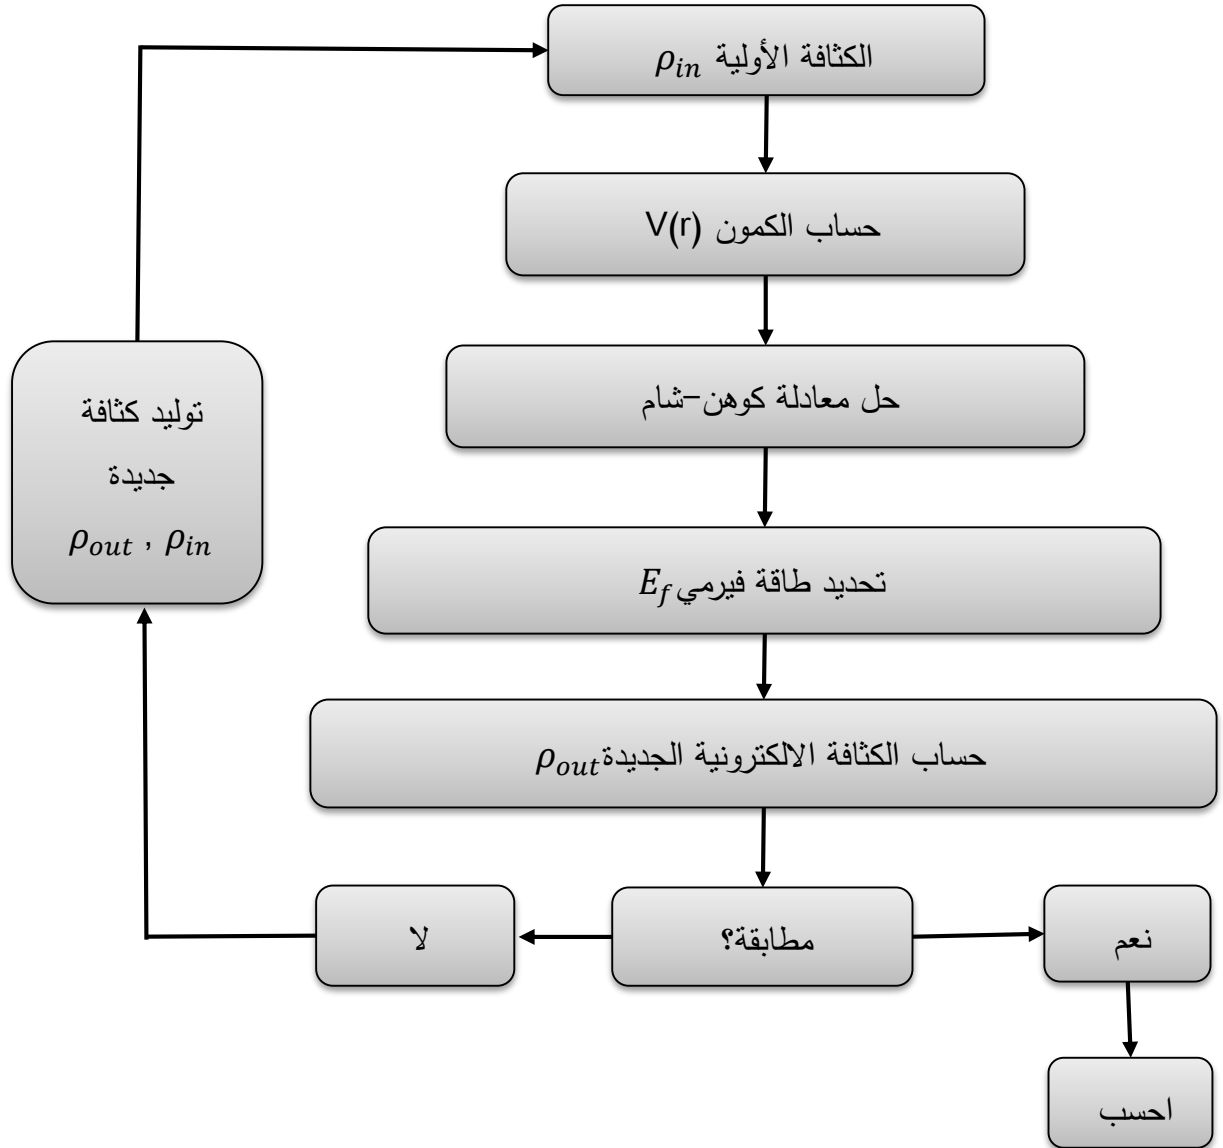 الكثافة الأولية ρ_in
حساب الكمون V(r)
حل معادلة كوهن–شام
تحديد طاقة فيرمي E_f
حساب الكثافة الالكترونية الجديدة ρ_out
مطابقة؟
نعم
لا
احسب
توليد كثافة
جديدة
ρ_in , ρ_out